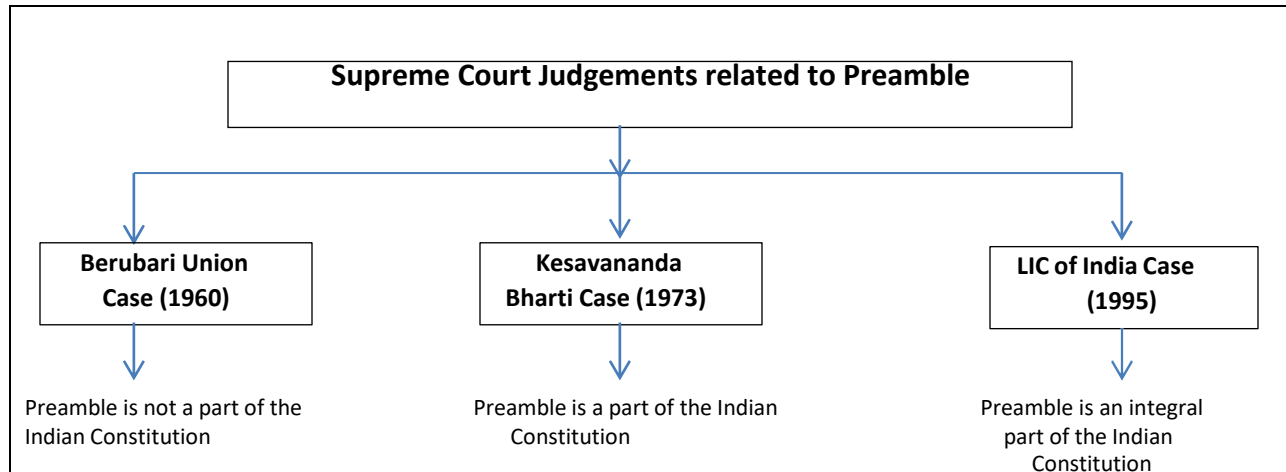 Supreme Court Judgements related to Preamble
Berubari Union
Case (1960)
Kesavananda
Bharti Case (1973)
LIC of India Case
(1995)
Preamble is not a part of the
Indian Constitution
Preamble is a part of the Indian
Constitution
Preamble is an integral
part of the Indian
Constitution